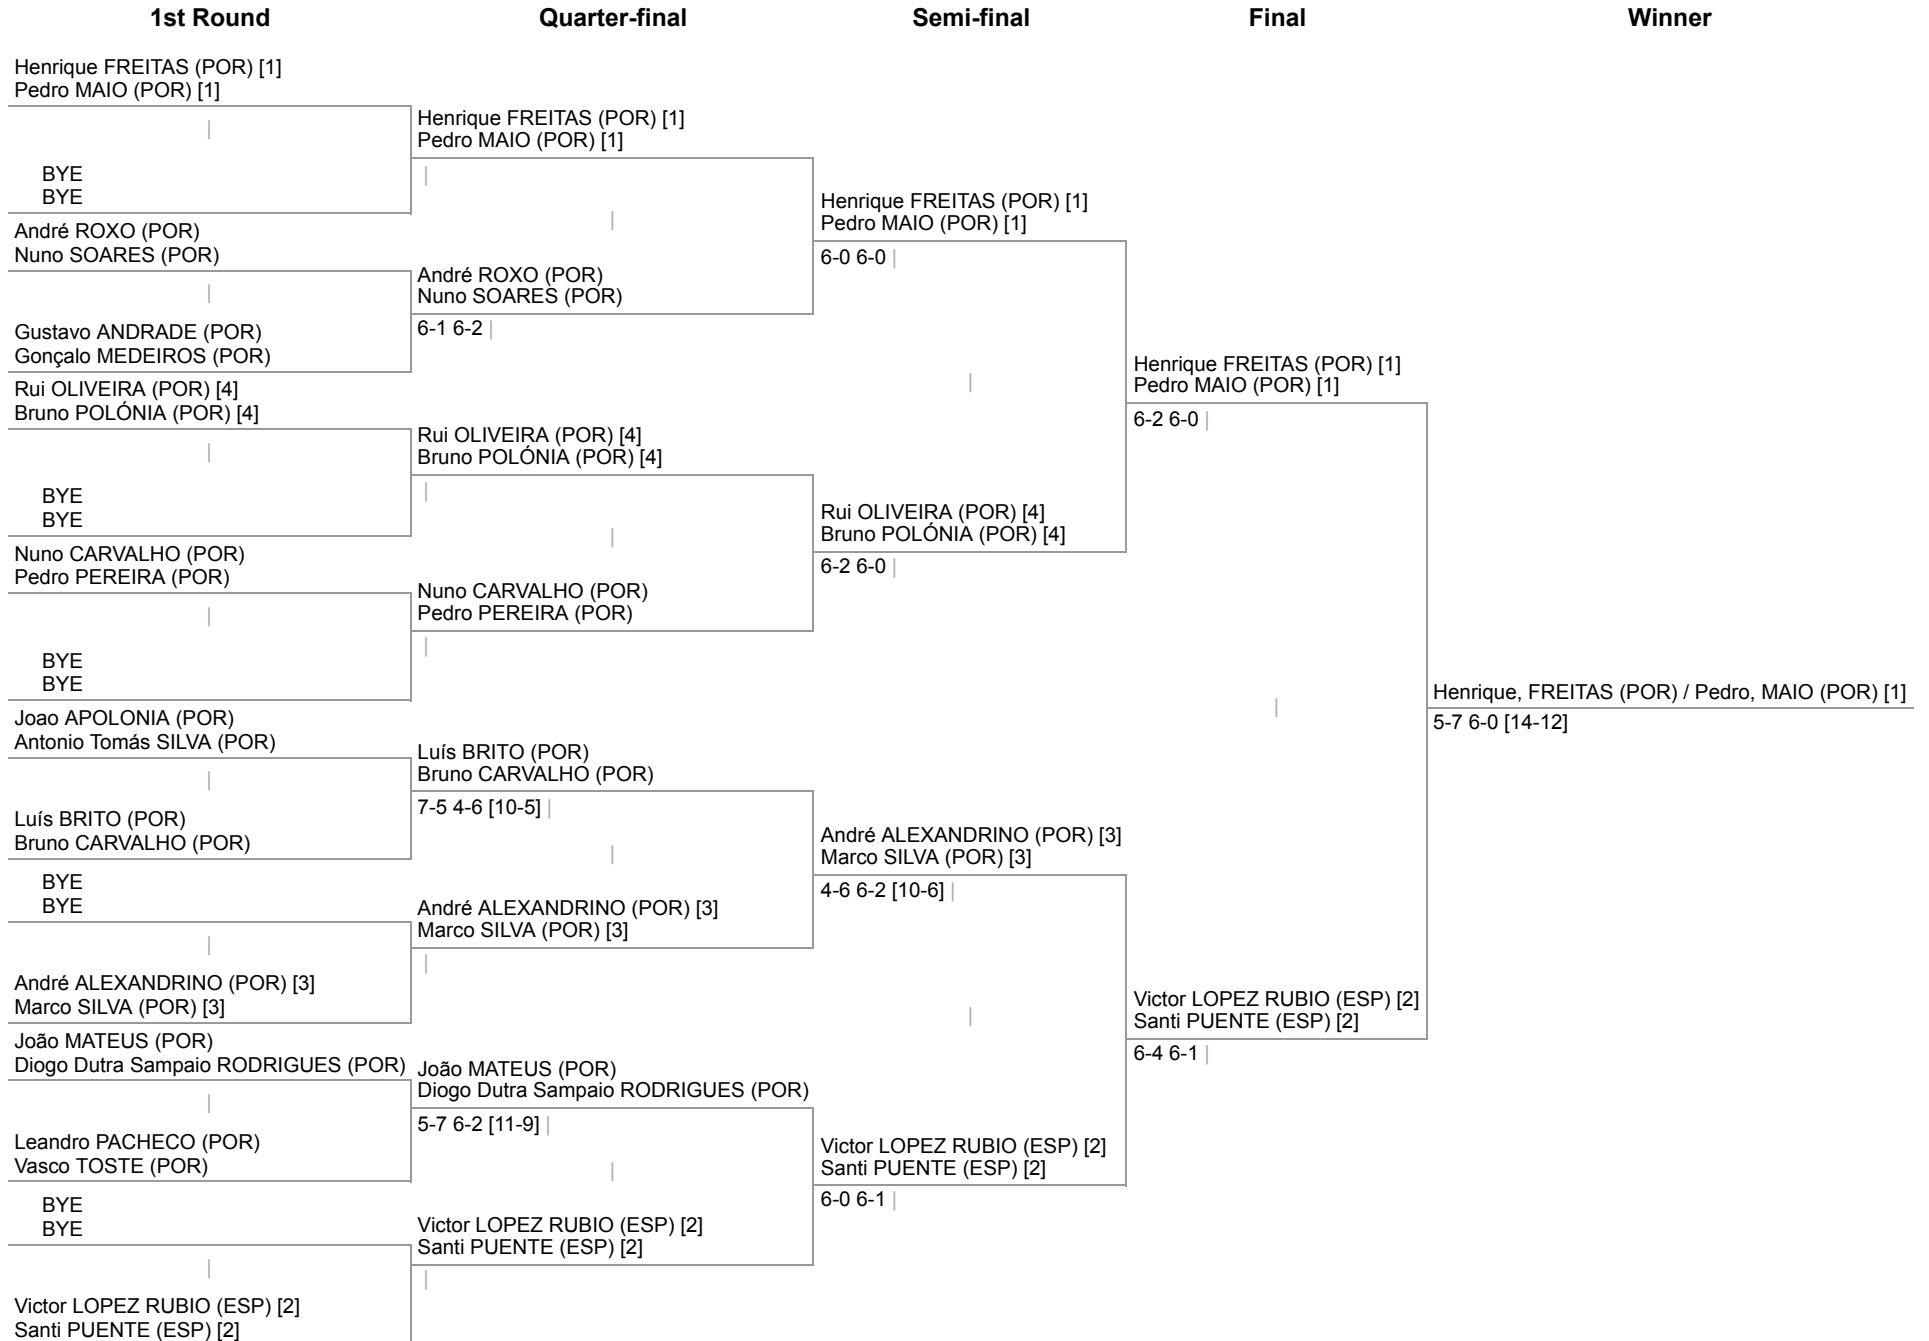 1st Round
Quarter-final
Semi-final
Final
Winner
Henrique FREITAS (POR) [1]
Pedro MAIO (POR) [1]
BYE
BYE
André ROXO (POR)
Nuno SOARES (POR)
Gustavo ANDRADE (POR)
Gonçalo MEDEIROS (POR)
Rui OLIVEIRA (POR) [4]
Bruno POLÓNIA (POR) [4]
BYE
BYE
Nuno CARVALHO (POR)
Pedro PEREIRA (POR)
BYE
BYE
Joao APOLONIA (POR)
Antonio Tomás SILVA (POR)
Luís BRITO (POR)
Bruno CARVALHO (POR)
BYE
BYE
André ALEXANDRINO (POR) [3]
Marco SILVA (POR) [3]
João MATEUS (POR)
Diogo Dutra Sampaio RODRIGUES (POR)
Leandro PACHECO (POR)
Vasco TOSTE (POR)
BYE
BYE
Victor LOPEZ RUBIO (ESP) [2]
Santi PUENTE (ESP) [2]
Henrique FREITAS (POR) [1]
Pedro MAIO (POR) [1]
André ROXO (POR)
Nuno SOARES (POR)
6-1 6-2
Rui OLIVEIRA (POR) [4]
Bruno POLÓNIA (POR) [4]
Nuno CARVALHO (POR)
Pedro PEREIRA (POR)
Luís BRITO (POR)
Bruno CARVALHO (POR)
7-5 4-6 [10-5]
André ALEXANDRINO (POR) [3]
Marco SILVA (POR) [3]
João MATEUS (POR)
Diogo Dutra Sampaio RODRIGUES (POR)
5-7 6-2 [11-9]
Victor LOPEZ RUBIO (ESP) [2]
Santi PUENTE (ESP) [2]
Henrique FREITAS (POR) [1]
Pedro MAIO (POR) [1]
6-0 6-0
Rui OLIVEIRA (POR) [4]
Bruno POLÓNIA (POR) [4]
6-2 6-0
André ALEXANDRINO (POR) [3]
Marco SILVA (POR) [3]
4-6 6-2 [10-6]
Victor LOPEZ RUBIO (ESP) [2]
Santi PUENTE (ESP) [2]
6-0 6-1
Henrique FREITAS (POR) [1]
Pedro MAIO (POR) [1]
6-2 6-0
Victor LOPEZ RUBIO (ESP) [2]
Santi PUENTE (ESP) [2]
6-4 6-1
Henrique, FREITAS (POR) / Pedro, MAIO (POR) [1]
5-7 6-0 [14-12]